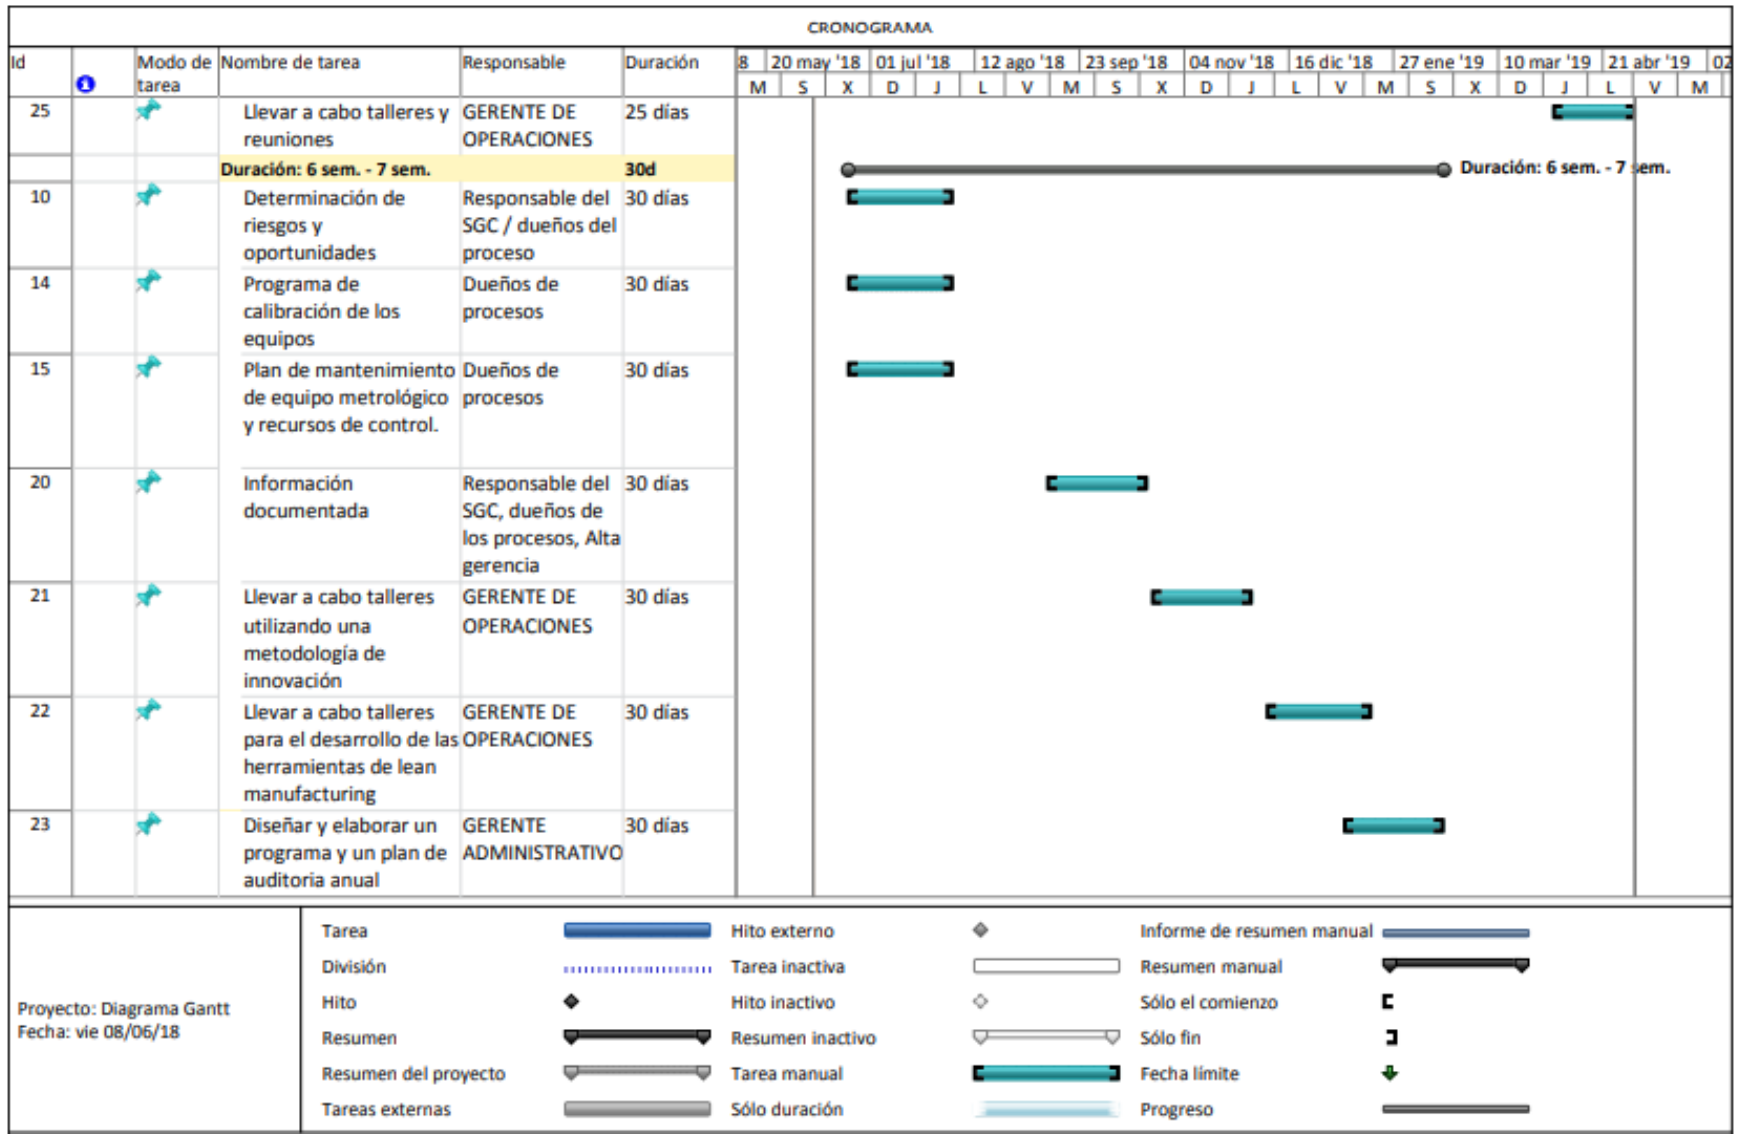 CRONOGRAMA
Id Modo de tarea Nombre de tarea Responsable Duración 8 20 may '18 01 jul '18 12 ago '18 23 sep '18 04 nov '18 16 dic '18 27 ene '19 10 mar '19 21 abr '19 02
M S X D J L V M S X D J L V M S X D J L V M
25 Llevar a cabo talleres y GERENTE DE 25 días
reuniones OPERACIONES
Duración: 6 sem. - 7 sem. 30d Duración: 6 sem. - 7 sem.
10 Determinación de Responsable del 30 días
riesgos y SGC / dueños del
oportunidades proceso
14 Programa de Dueños de 30 días
calibración de los procesos
equipos
15 Plan de mantenimiento Dueños de 30 días
de equipo metrológico procesos
y recursos de control.
20 Información Responsable del 30 días
documentada SGC, dueños de
los procesos, Alta
gerencia
21 Llevar a cabo talleres GERENTE DE 30 días
utilizando una OPERACIONES
metodología de
innovación
22 Llevar a cabo talleres GERENTE DE 30 días
para el desarrollo de las OPERACIONES
herramientas de lean
manufacturing
23 Diseñar y elaborar un GERENTE 30 días
programa y un plan de ADMINISTRATIVO
auditoria anual
Proyecto: Diagrama Gantt
Fecha: vie 08/06/18
Tarea Hito externo Informe de resumen manual
División Tarea inactiva Resumen manual
Hito Hito inactivo Sólo el comienzo
Resumen Resumen inactivo Sólo fin
Resumen del proyecto Tarea manual Fecha límite
Tareas externas Sólo duración Progreso